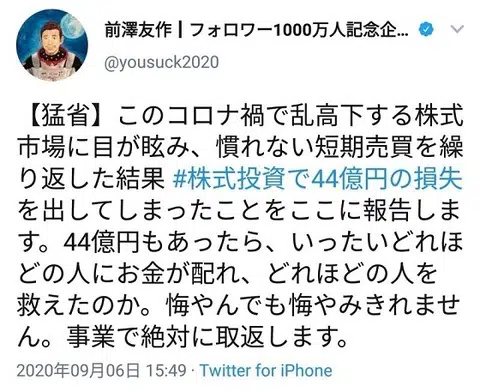 前澤友作┃フォロワー1000万人記念企...
@yousuck2020
【猛省】このコロナ禍で乱高下する株式
市場に目が眩み、慣れない短期売買を繰
り返した結果 #株式投資で44億円の損失
を出してしまったことをここに報告しま
す。44億円もあったら、いったいどれほ
どの人にお金が配れ、どれほどの人を
救えたのか。悔やんでも悔やみきれませ
ん。事業で絶対に取返します。
2020年09月06日 15:49 · Twitter for iPhone